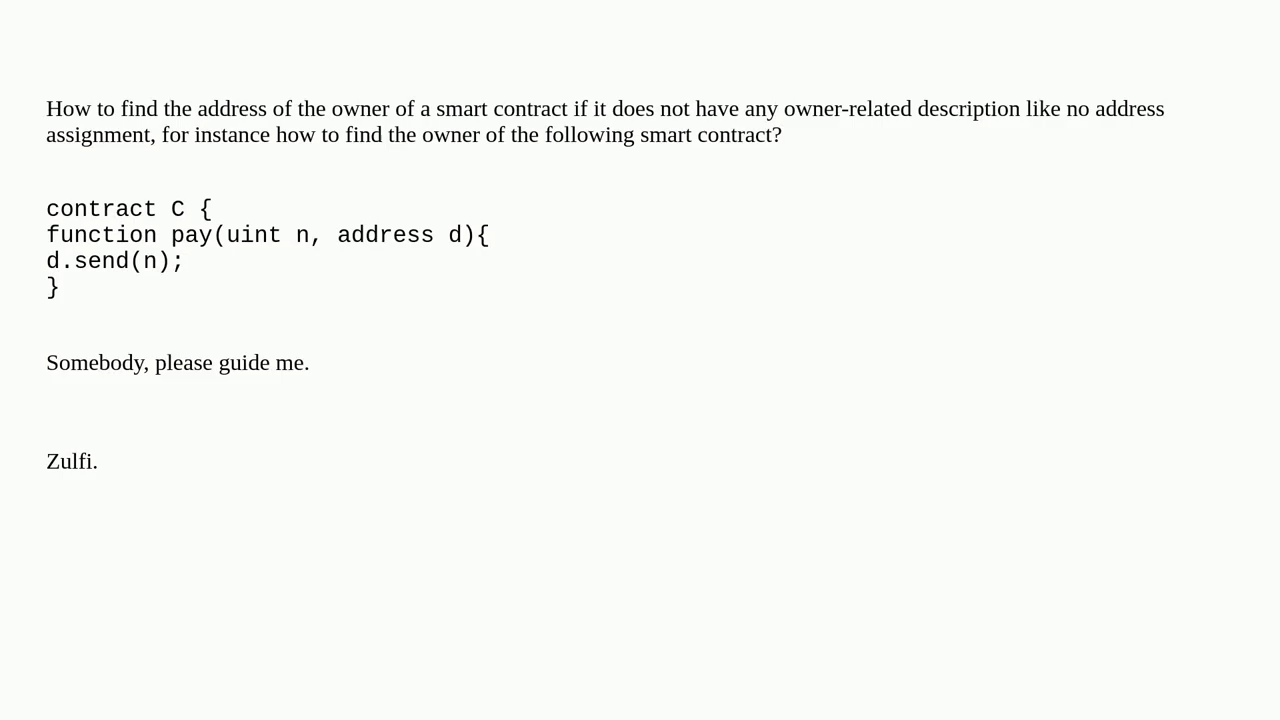 How to find the address of the owner of a smart contract if it does not have any owner-related description like no address
assignment, for instance how to find the owner of the following smart contract?
contract C {
function pay(uint n, address d){
d.send(n);
}
Somebody, please guide me.
Zulfi.